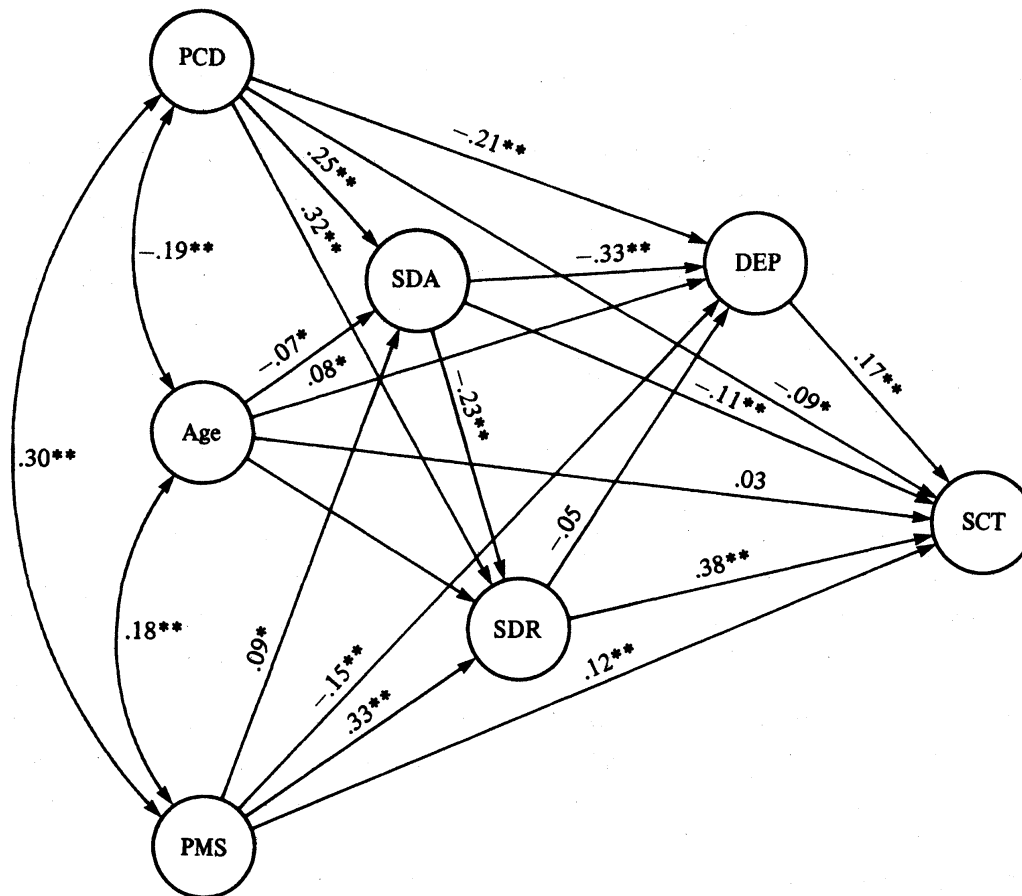 PCD
-.21**
.25**
.32**
-.19**
SDA
-.33**
DEP
-.07*
.08*
-.23**
-.11**
-.09*
.17**
Age
.30**
.03
SCT
-.05
.38**
SDR
.18**
.09*
-.15**
.33**
.12**
PMS